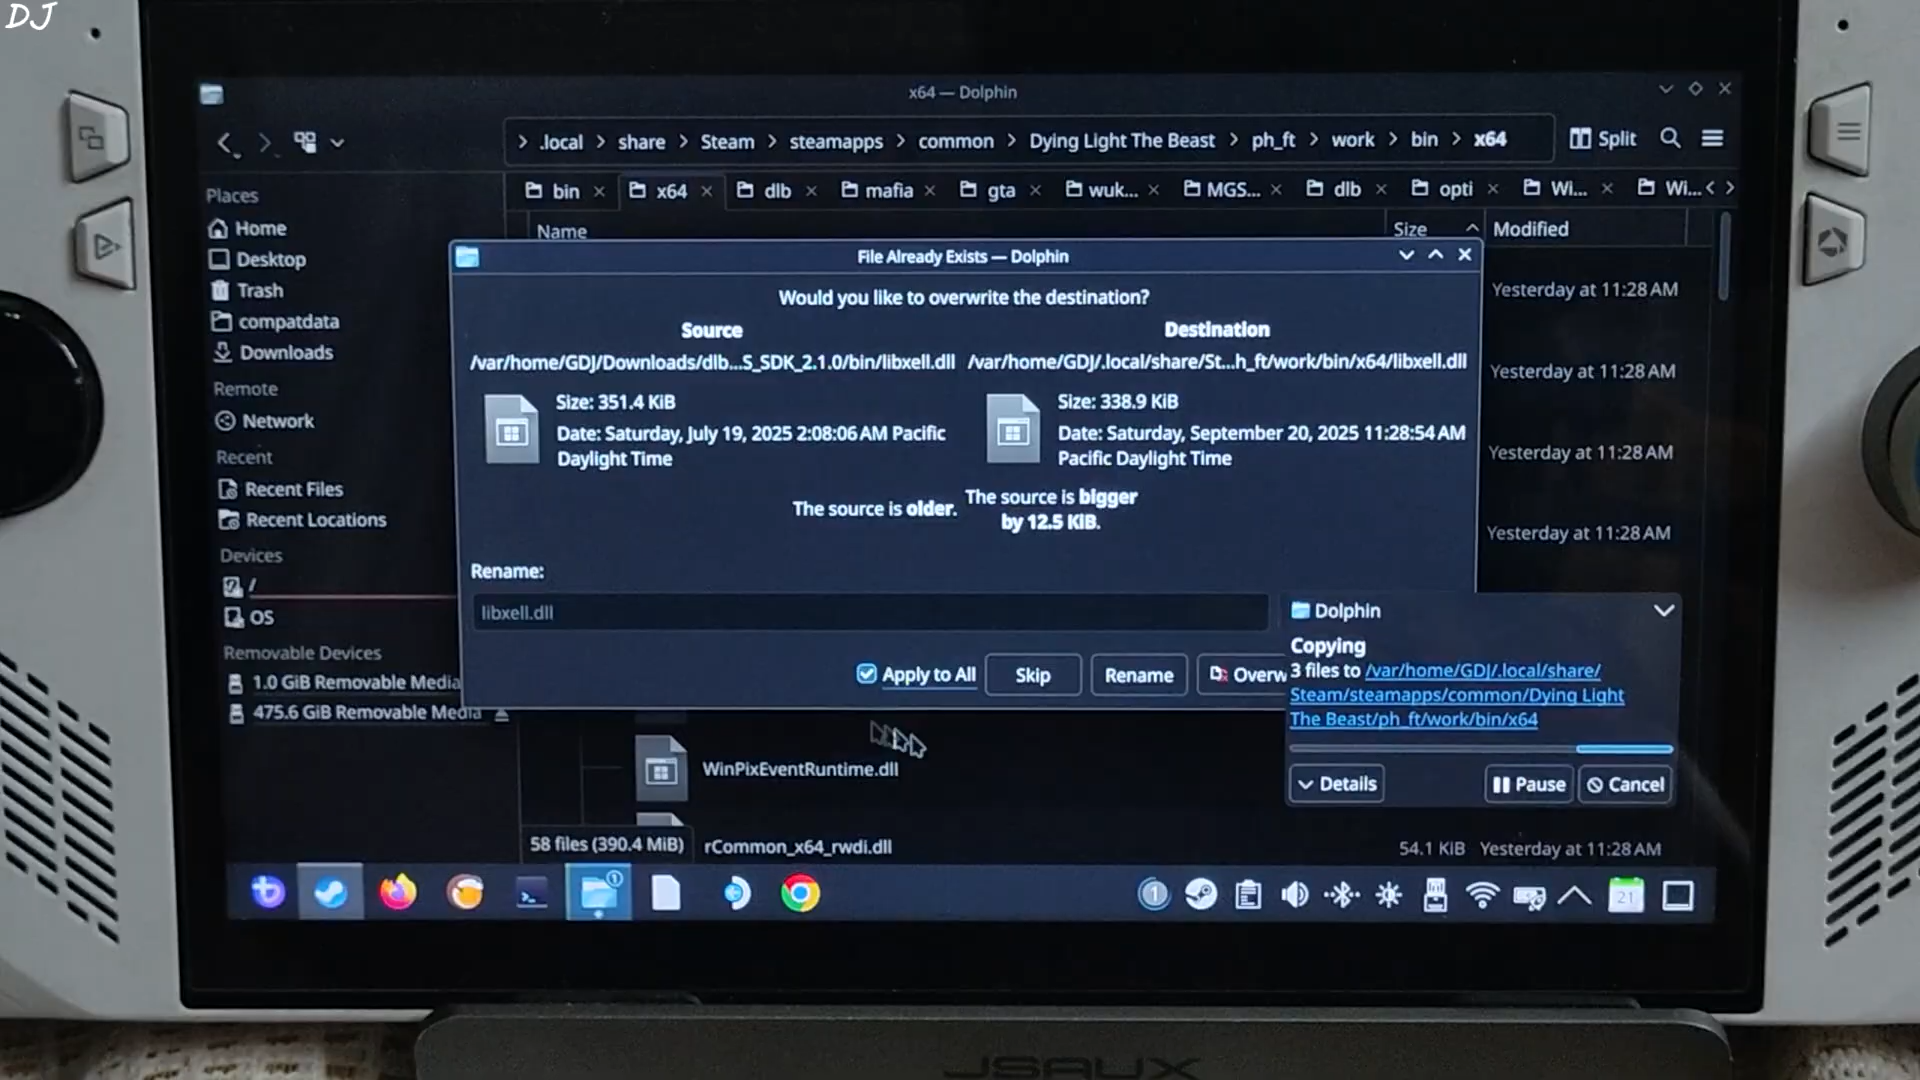 DJ
x64 — Dolphin
.local
share
Steam
steamapps
common
Dying Light The Beast
ph_ft
work
bin
x64
Split
bin
x64
dlb
mafia
gta
wuk...
MGS...
dlb
opti
Wi...
Wi...
Places
Home
Desktop
Trash
compatdata
Downloads
Remote
Network
Recent
Recent Files
Recent Locations
Devices
/
OS
Removable Devices
1.0 GiB Removable Media
475.6 GiB Removable Media
Name
Size
Modified
Yesterday at 11:28 AM
Yesterday at 11:28 AM
Yesterday at 11:28 AM
Yesterday at 11:28 AM
File Already Exists — Dolphin
Would you like to overwrite the destination?
Source
Destination
/var/home/GDJ/Downloads/dlb...S_SDK_2.1.0/bin/libxell.dll
/var/home/GDJ/.local/share/St...h_ft/work/bin/x64/libxell.dll
Size: 351.4 KiB
Date: Saturday, July 19, 2025 2:08:06 AM Pacific
Daylight Time
Size: 338.9 KiB
Date: Saturday, September 20, 2025 11:28:54 AM
Pacific Daylight Time
The source is older.
The source is bigger
by 12.5 KiB.
Rename:
libxell.dll
Apply to All
Skip
Rename
Overw
Dolphin
Copying
3 files to /var/home/GDJ/.local/share/
Steam/steamapps/common/Dying Light
The Beast/ph_ft/work/bin/x64
Details
Pause
Cancel
WinPixEventRuntime.dll
58 files (390.4 MiB)
rCommon_x64_rwdi.dll
54.1 KiB
Yesterday at 11:28 AM
1
1
21
JSAUX